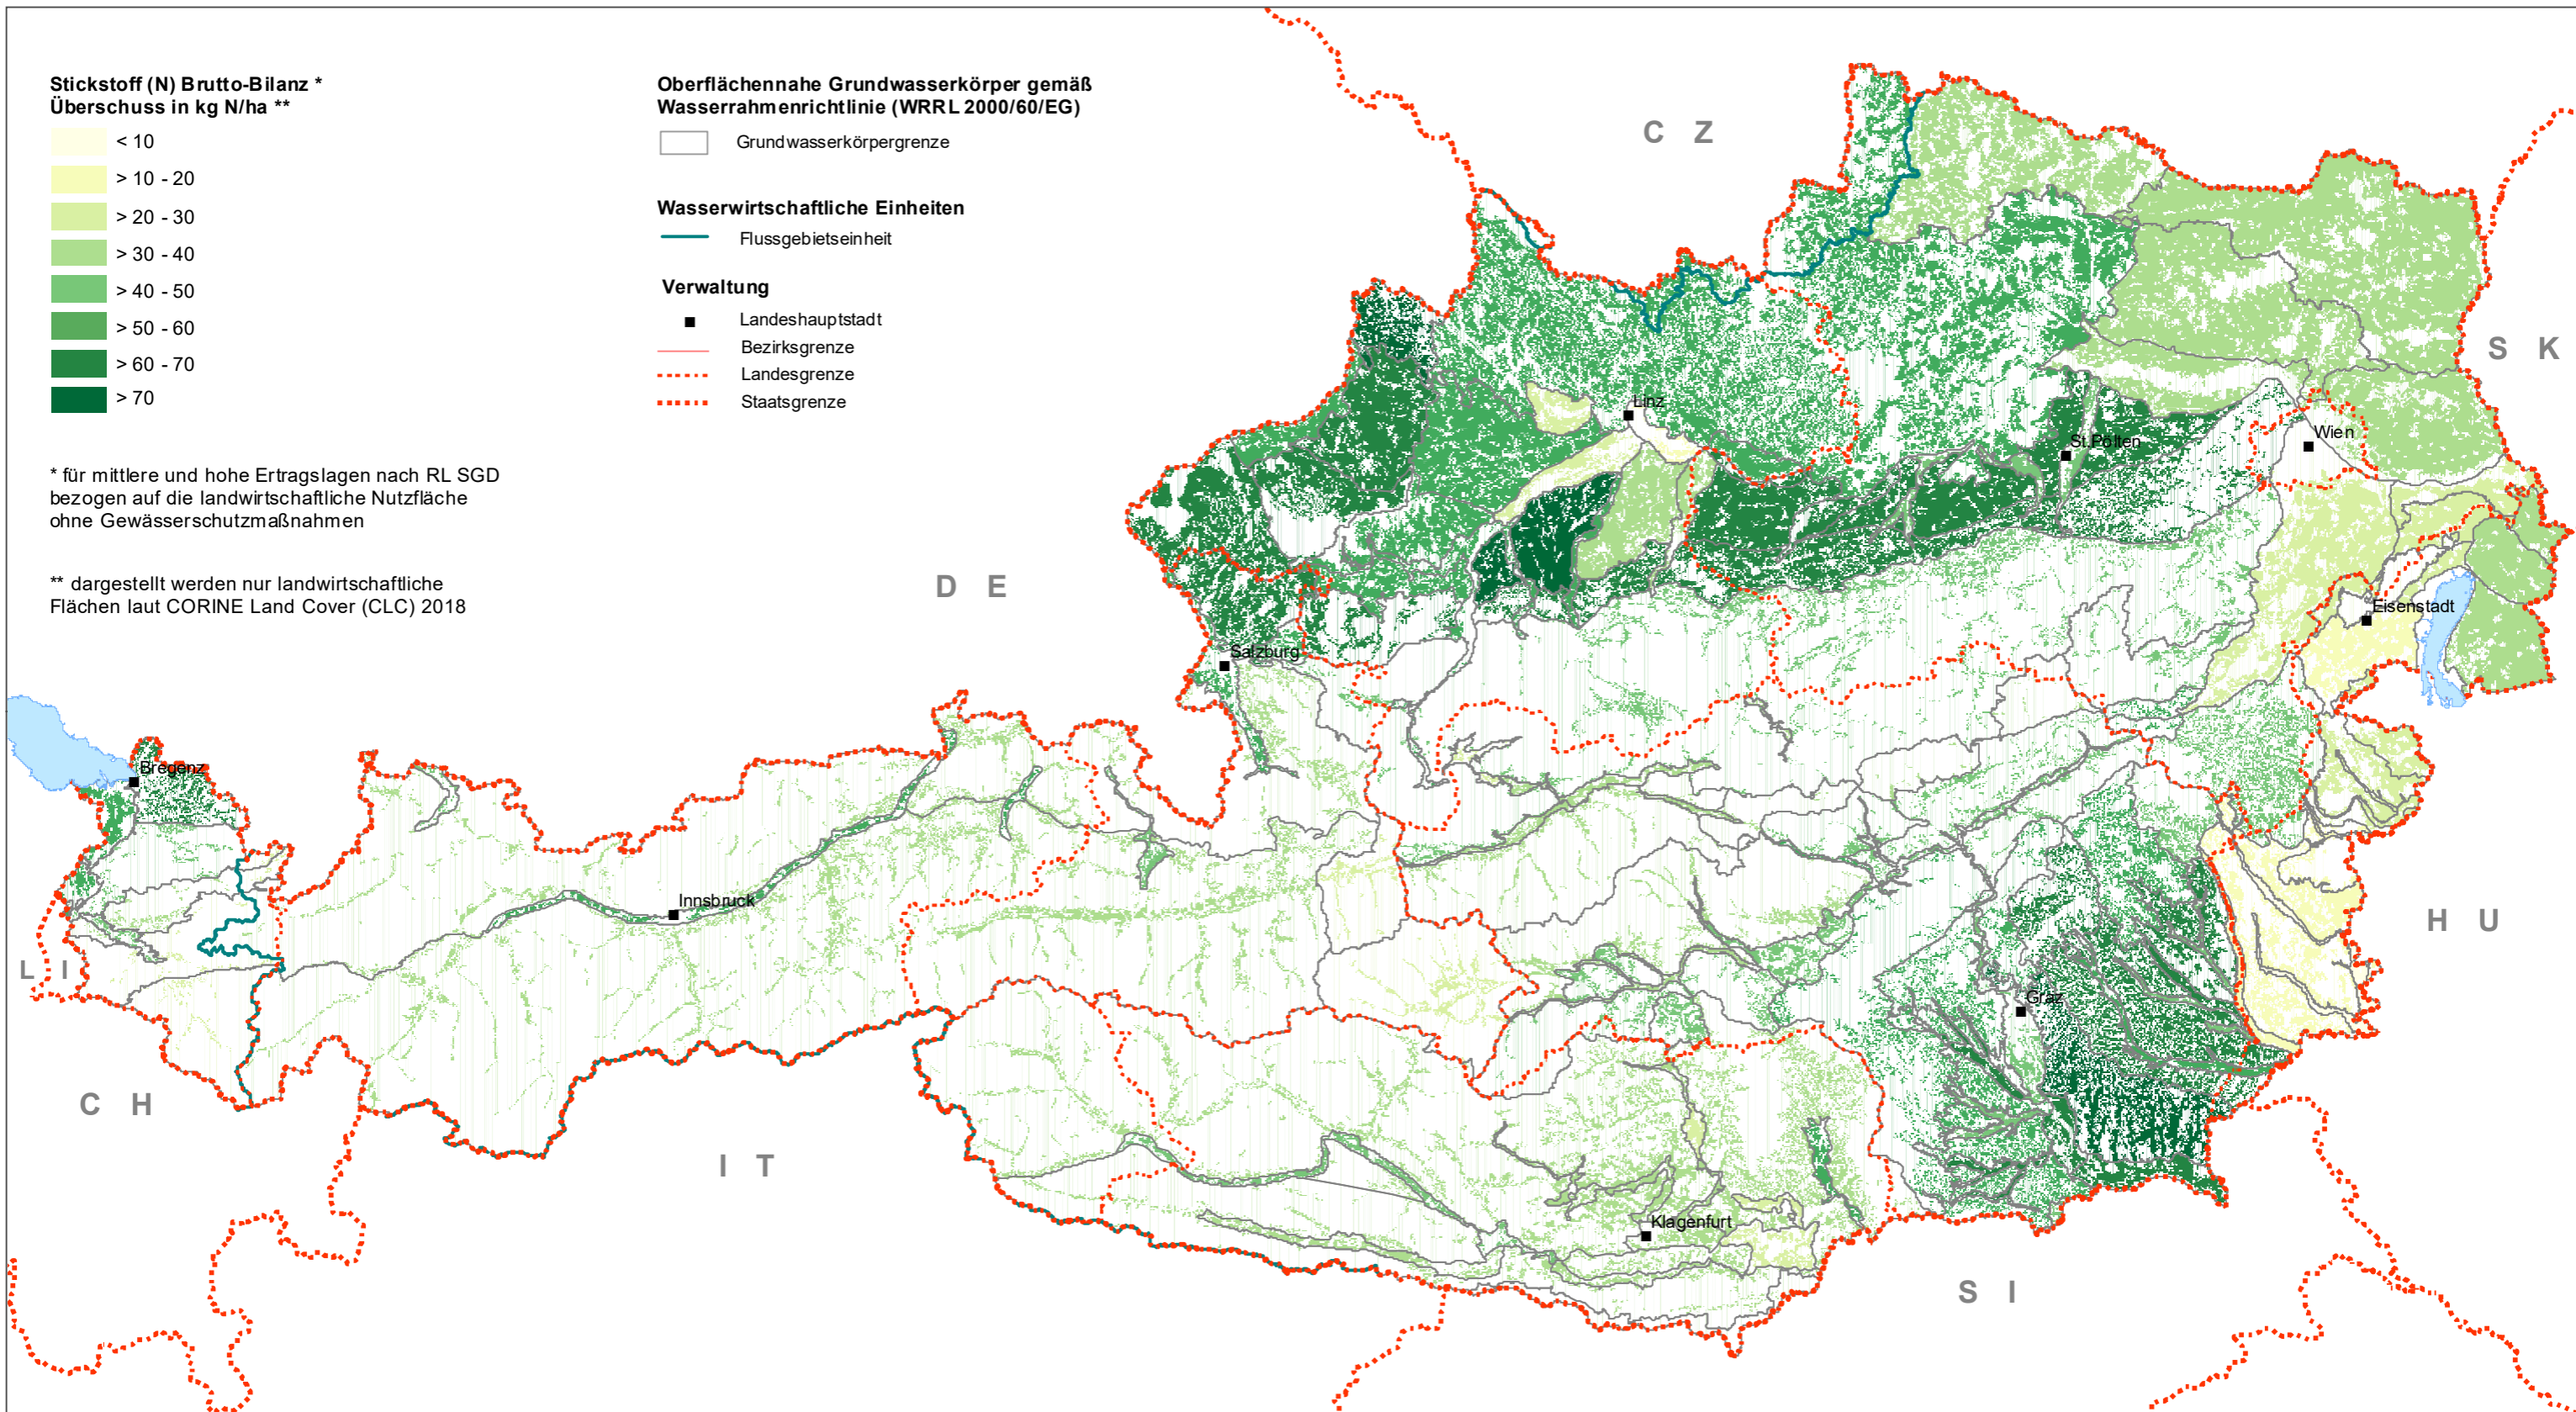 Stickstoff (N) Brutto-Bilanz *
Überschuss in kg N/ha **
< 10
> 10 - 20
> 20 - 30
> 30 - 40
> 40 - 50
> 50 - 60
> 60 - 70
> 70
* für mittlere und hohe Ertragslagen nach RL SGD
bezogen auf die landwirtschaftliche Nutzfläche
ohne Gewässerschutzmaßnahmen
** dargestellt werden nur landwirtschaftliche
Flächen laut CORINE Land Cover (CLC) 2018
Oberflächennahe Grundwasserkörper gemäß
Wasserrahmenrichtlinie (WRRL 2000/60/EG)
Grundwasserkörpergrenze
Wasserwirtschaftliche Einheiten
Flussgebietseinheit
Verwaltung
Landeshauptstadt
Bezirksgrenze
Landesgrenze
Staatsgrenze
C Z
S K
Linz
Wien
St.Pölten
D E
Eisenstadt
Salzburg
Bregenz
Innsbruck
H U
L I
Graz
C H
I T
Klagenfurt
S I